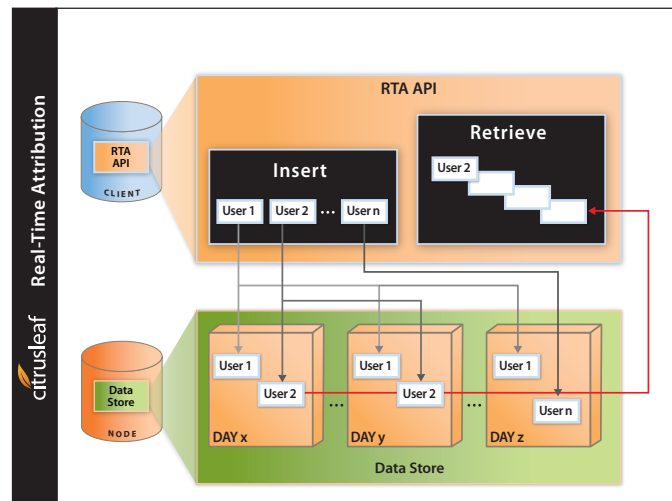 Real-Time Attribution
citrusleaf
RTA API
RTA
API
CLIENT
Insert
User 1
User 2
...
User n
Retrieve
User 2
Data
Store
NODE
User 1
User 2
DAY x
...
User 1
User 2
DAY y
...
User 1
User n
DAY z
Data Store